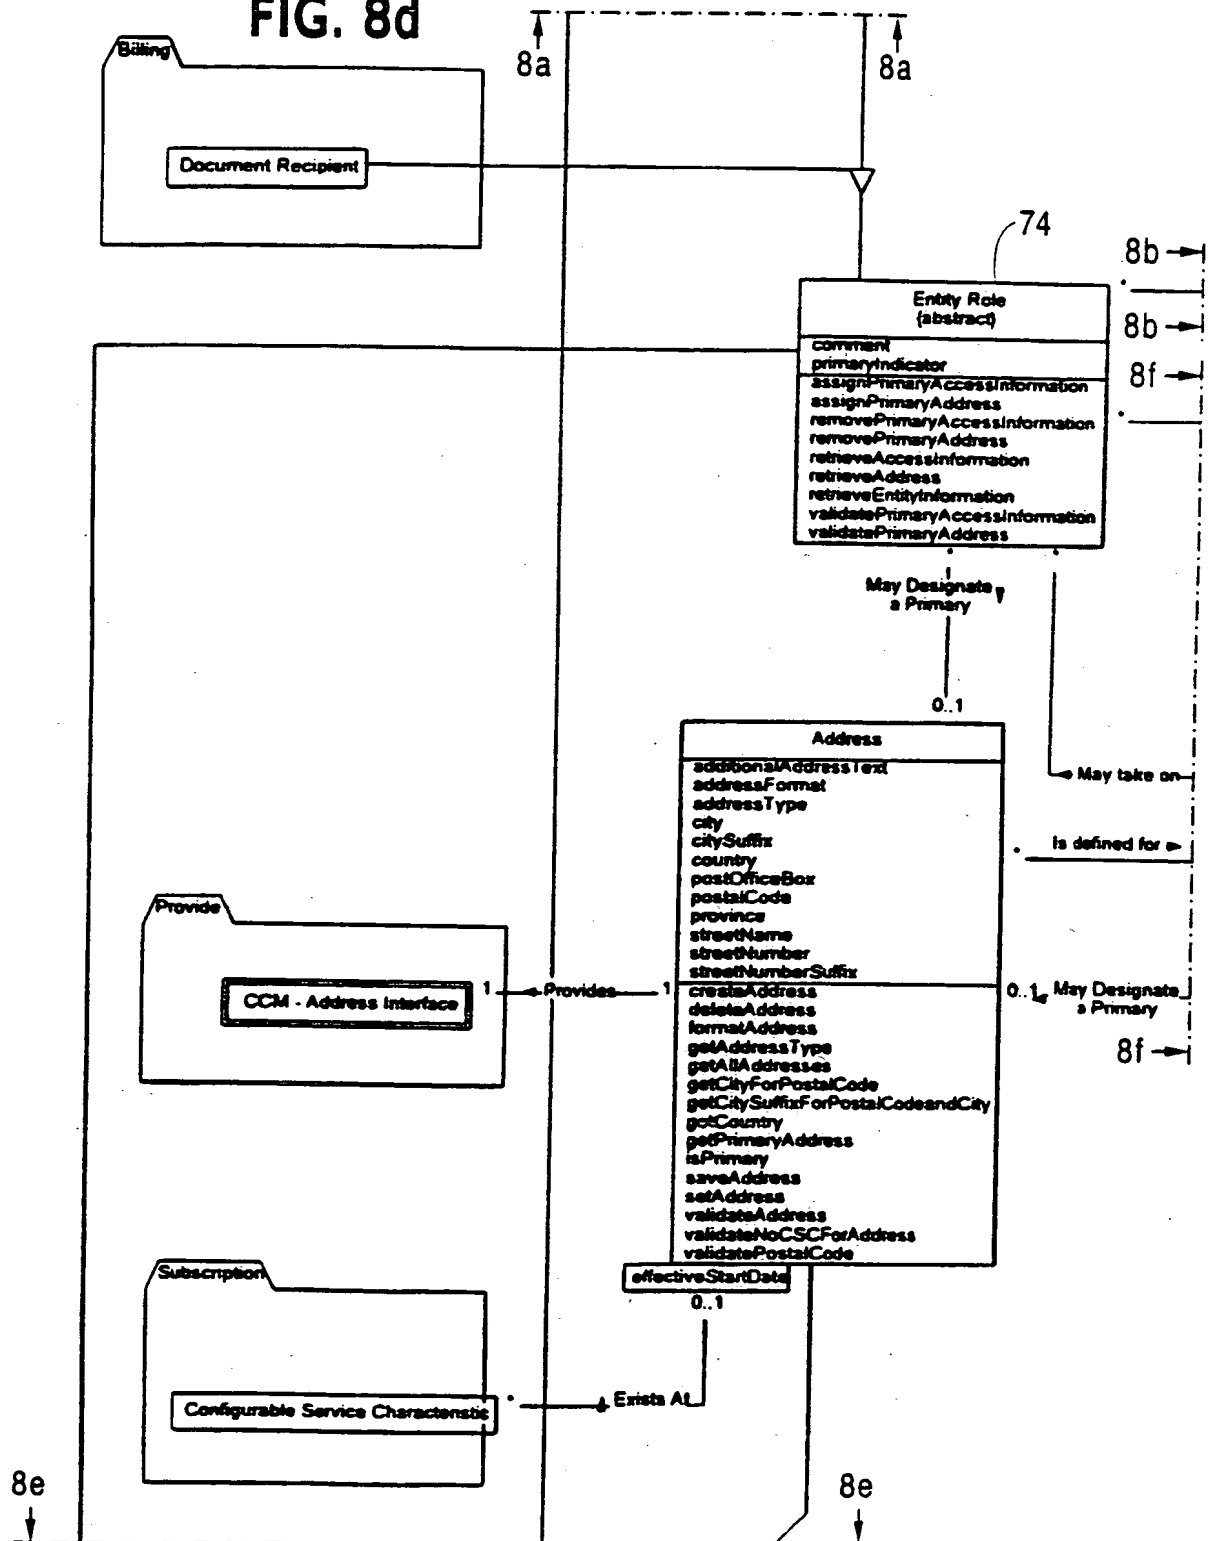 FIG. 8d
8a
8a
Billing
Document Recipient
74
8b
8b
8f
Entity Role
{abstract}
comment
primaryIndicator
assignPrimaryAccessInformation
assignPrimaryAddress
removePrimaryAccessInformation
removePrimaryAddress
retrieveAccessInformation
retrieveAddress
retrieveEntityInformation
validatePrimaryAccessInformation
validatePrimaryAddress
May Designate
a Primary
0..1
Address
additionalAddressText
addressFormat
addressType
city
citySuffix
country
postOfficeBox
postalCode
province
streetName
streetNumber
streetNumberSuffix
createAddress
deleteAddress
formatAddress
getAddressType
getAllAddresses
getCityForPostalCode
getCitySuffixForPostalCodeandCity
getCountry
getPrimaryAddress
isPrimary
saveAddress
setAddress
validateAddress
validateNoCSCForAddress
validatePostalCode
May take on
Is defined for
0..1 May Designate
a Primary
8f
Provide
CCM - Address Interface
1 Provides 1
effectiveStartDate
0..1
Subscription
Configurable Service Characteristic
Exists At
8e
8e